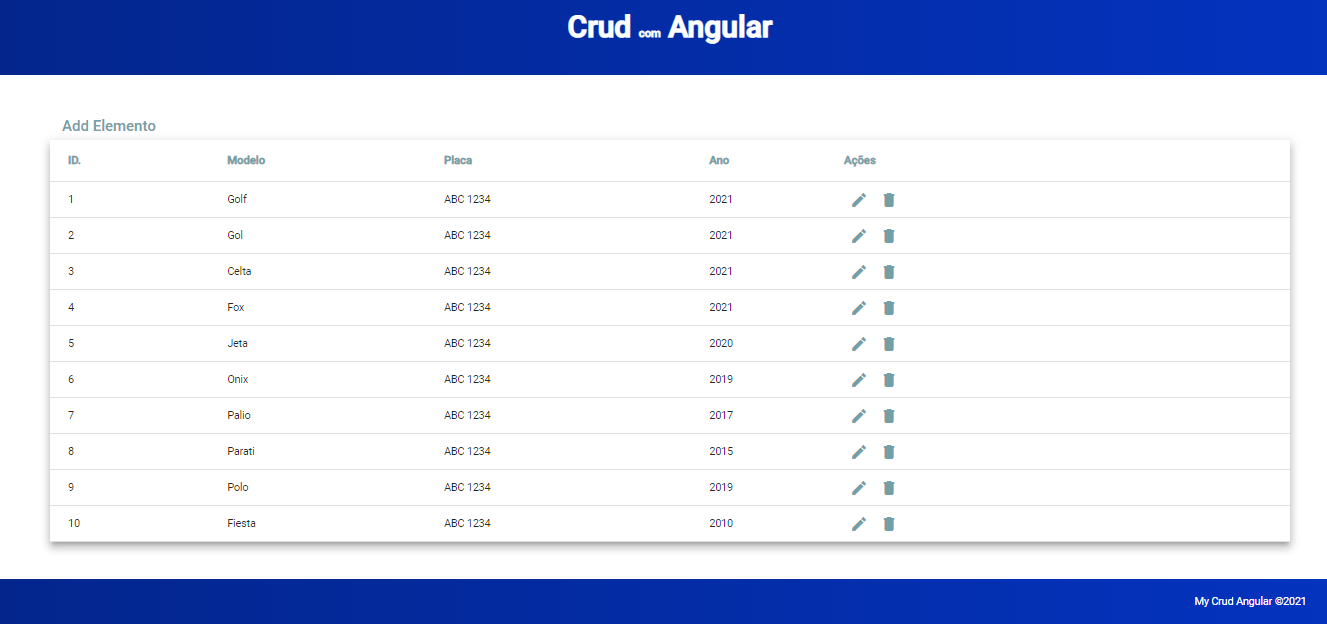 Crud com Angular
Add Elemento
ID. Modelo Placa Ano Ações
1 Golf ABC 1234 2021
2 Gol ABC 1234 2021
3 Celta ABC 1234 2021
4 Fox ABC 1234 2021
5 Jeta ABC 1234 2020
6 Onix ABC 1234 2019
7 Palio ABC 1234 2017
8 Parati ABC 1234 2015
9 Polo ABC 1234 2019
10 Fiesta ABC 1234 2010
My Crud Angular ©2021